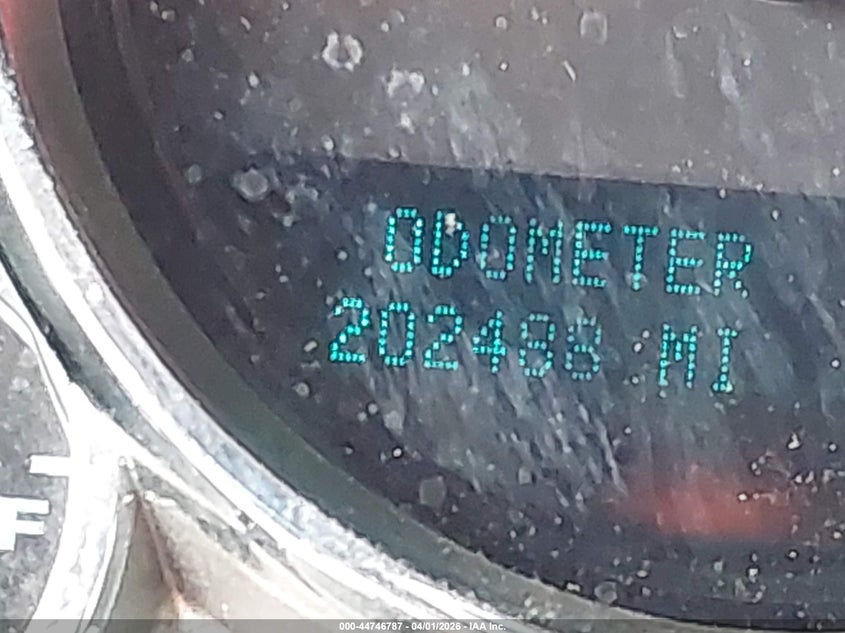 ODOMETER
202488 MI
F
000-44746787 - 04/01/2026 - IAA Inc.